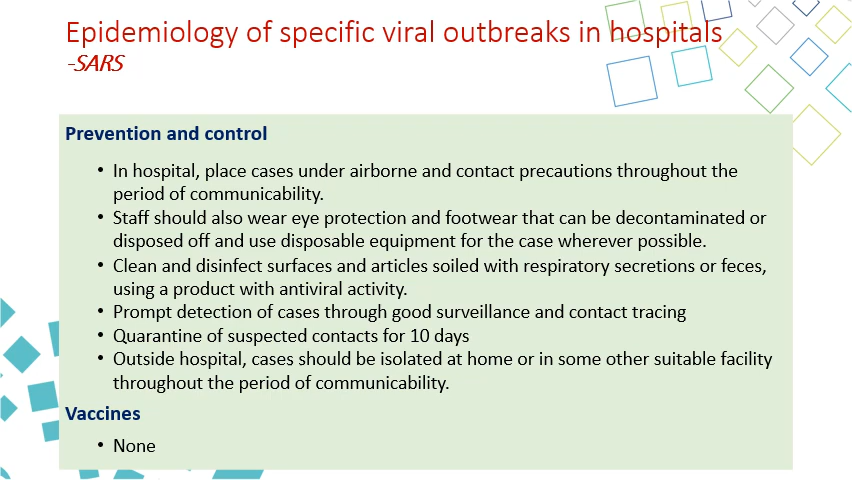 Epidemiology of specific viral outbreaks in hospitals
-SARS
Prevention and control
• In hospital, place cases under airborne and contact precautions throughout the
period of communicability.
• Staff should also wear eye protection and footwear that can be decontaminated or
disposed off and use disposable equipment for the case wherever possible.
• Clean and disinfect surfaces and articles soiled with respiratory secretions or feces,
using a product with antiviral activity.
• Prompt detection of cases through good surveillance and contact tracing
• Quarantine of suspected contacts for 10 days
• Outside hospital, cases should be isolated at home or in some other suitable facility
throughout the period of communicability.
Vaccines
• None